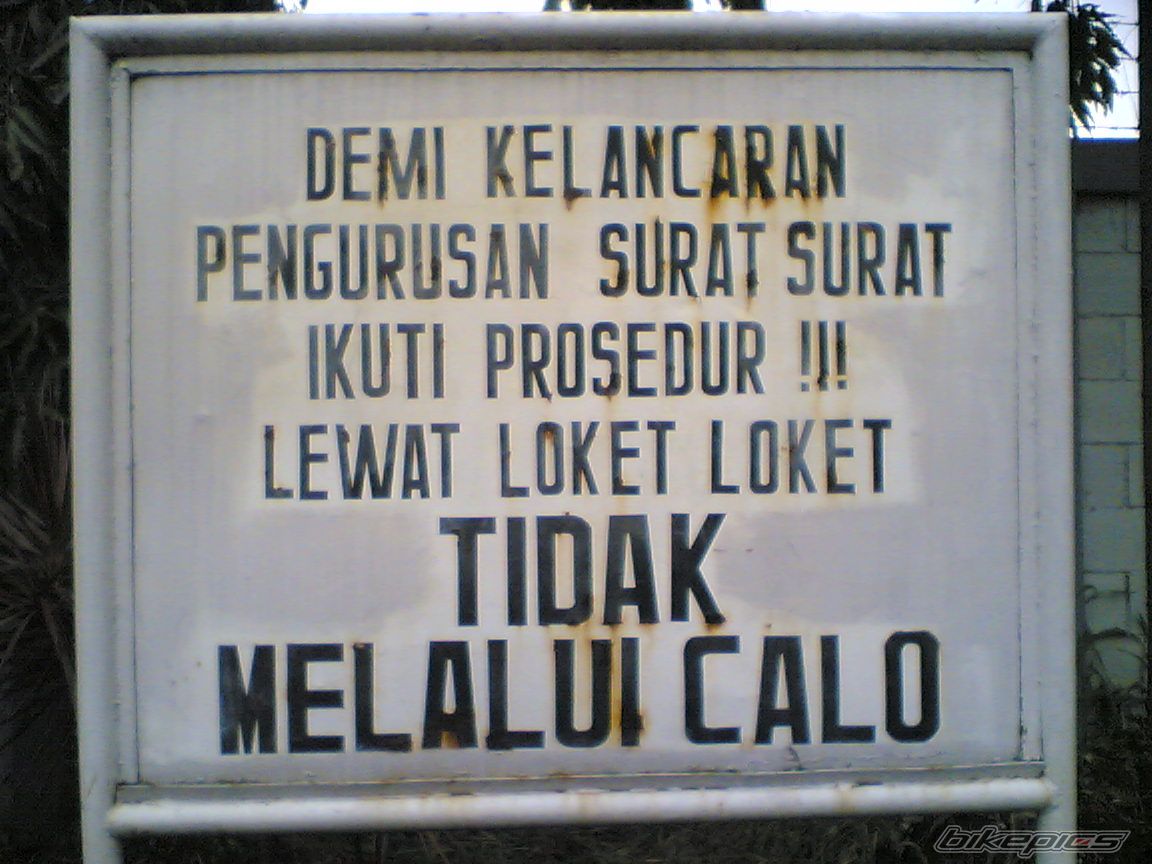 DEMI KELANCARAN
PENGURUSAN SURAT SURAT
IKUTI PROSEDUR !!!
LEWAT LOKET LOKET
TIDAK
MELALUI CALO
bikepics